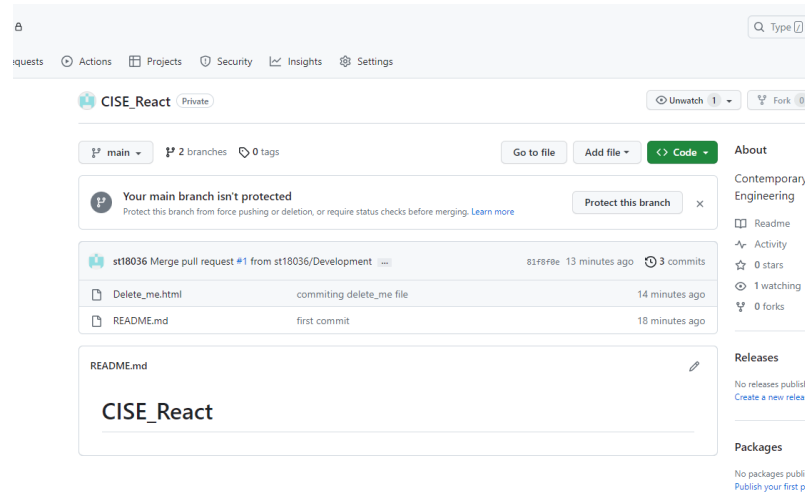 equests Actions Projects Security Insights Settings
Type /
CISE_React Private
Unwatch 1 Fork 0
main 2 branches 0 tags Go to file Add file Code
Your main branch isn't protected
Protect this branch from force pushing or deletion, or require status checks before merging. Learn more
Protect this branch
st18036 Merge pull request #1 from st18036/Development ... 81f8f0e 13 minutes ago 3 commits
Delete_me.html commiting delete_me file 14 minutes ago
README.md first commit 18 minutes ago
README.md
CISE_React
About
Contemporary
Engineering
Readme
Activity
0 stars
1 watching
0 forks
Releases
No releases publish
Create a new relea
Packages
No packages publi
Publish your first p